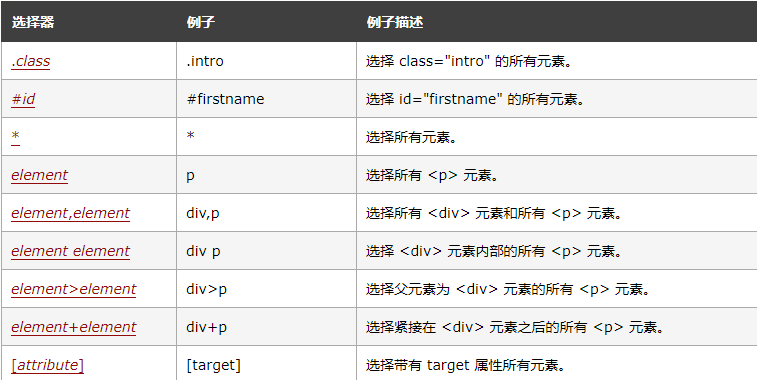 选择器 例子 例子描述
.class .intro 选择 class="intro" 的所有元素。
#id #firstname 选择 id="firstname" 的所有元素。
* * 选择所有元素。
element p 选择所有 <p> 元素。
element,element div,p 选择所有 <div> 元素和所有 <p> 元素。
element element div p 选择 <div> 元素内部的所有 <p> 元素。
element>element div>p 选择父元素为 <div> 元素的所有 <p> 元素。
element+element div+p 选择紧接在 <div> 元素之后的所有 <p> 元素。
[attribute] [target] 选择带有 target 属性所有元素。